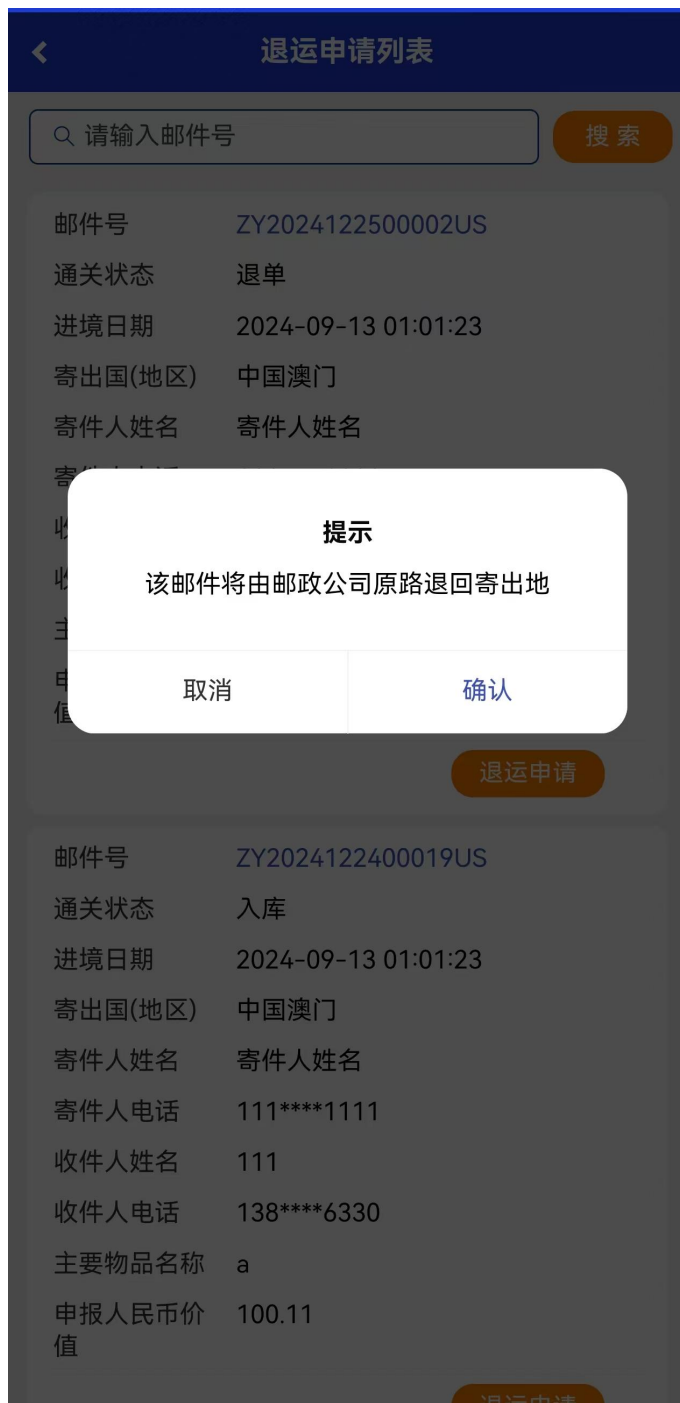 退运申请列表
请输入邮件号 搜索
邮件号 ZY2024122500002US
通关状态 退单
进境日期 2024-09-13 01:01:23
寄出国(地区) 中国澳门
寄件人姓名 寄件人姓名
提示
该邮件将由邮政公司原路退回寄出地
取消 确认
退运申请
邮件号 ZY2024122400019US
通关状态 入库
进境日期 2024-09-13 01:01:23
寄出国(地区) 中国澳门
寄件人姓名 寄件人姓名
寄件人电话 111****1111
收件人姓名 111
收件人电话 138****6330
主要物品名称 a
申报人民币价 100.11
值
退运申请